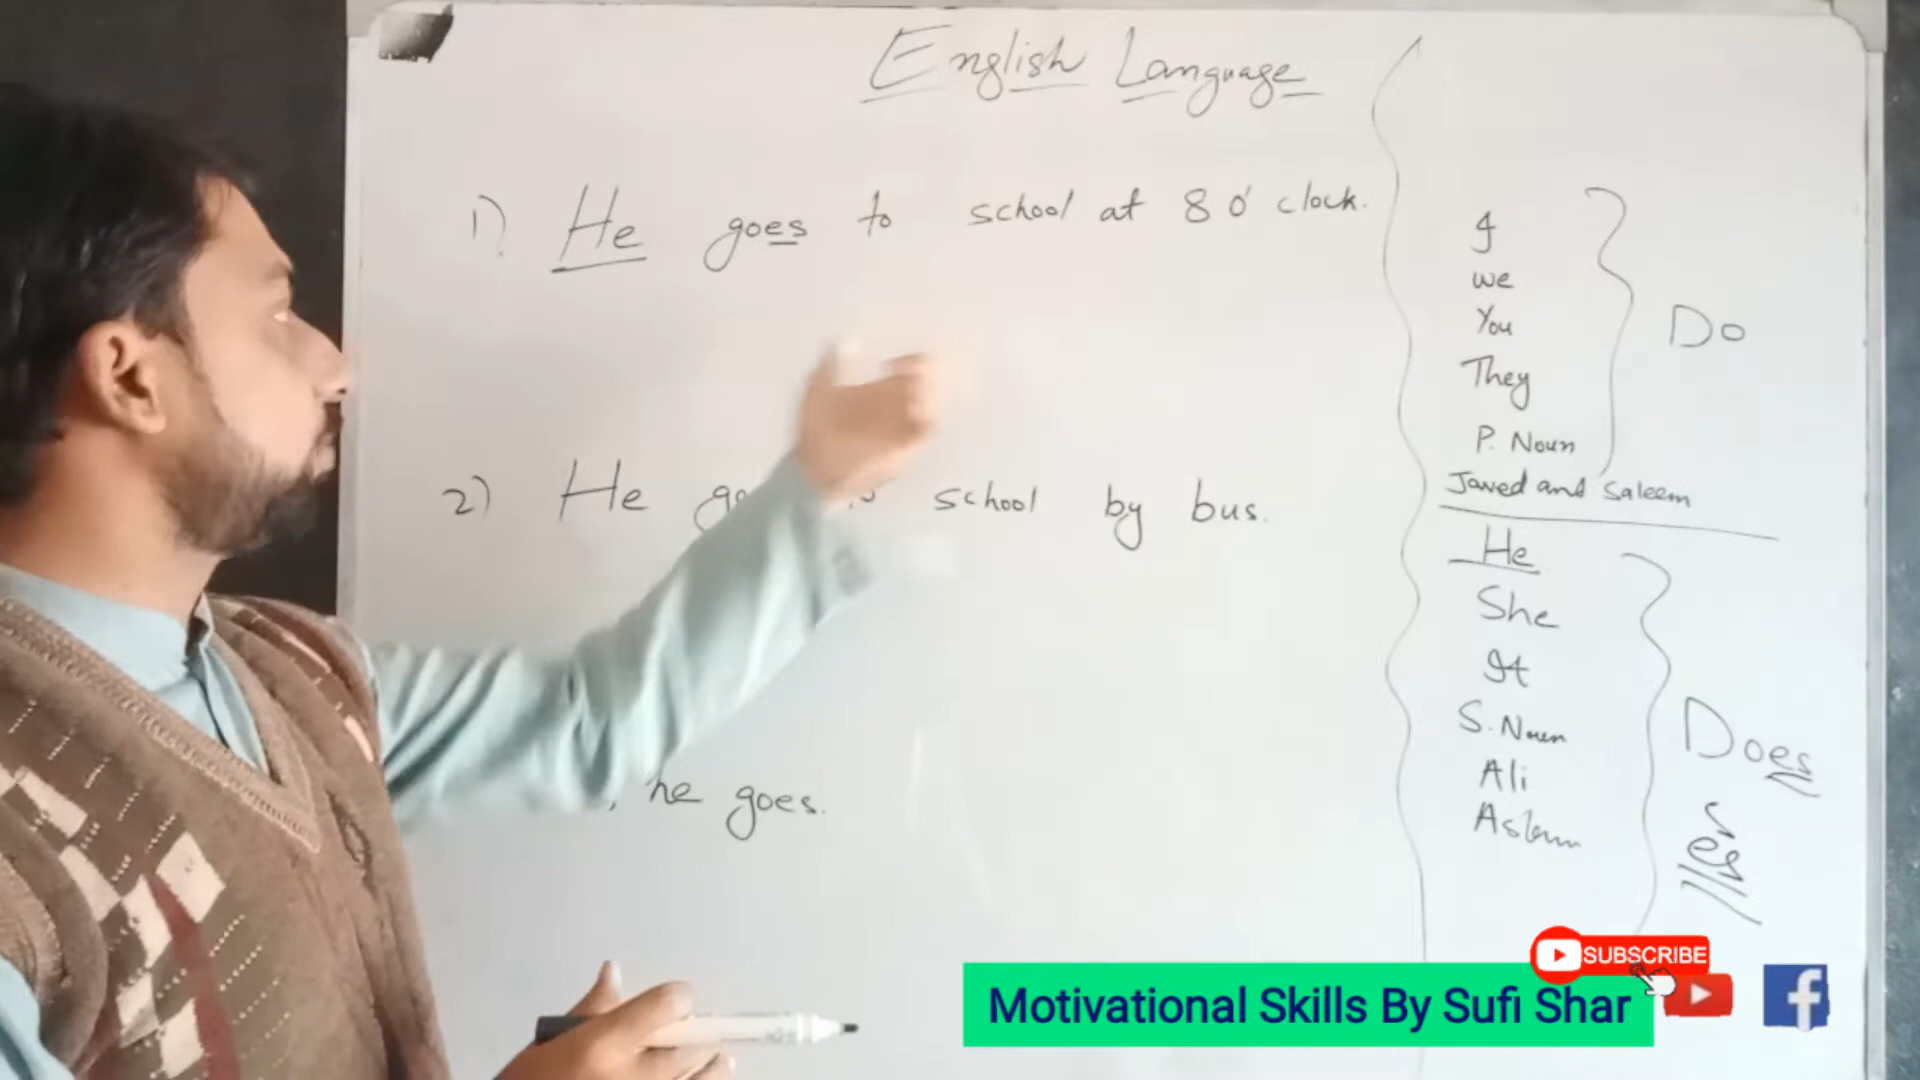 English Language
1) He goes to school at 8 o'clock.
2) He school by bus.
, he goes.
I
we
You
They
P. Noun
Javed and Saleem
Do
He
She
It
S. Noun
Ali
Aslam
Does
es
SUBSCRIBE
Motivational Skills By Sufi Shar
f